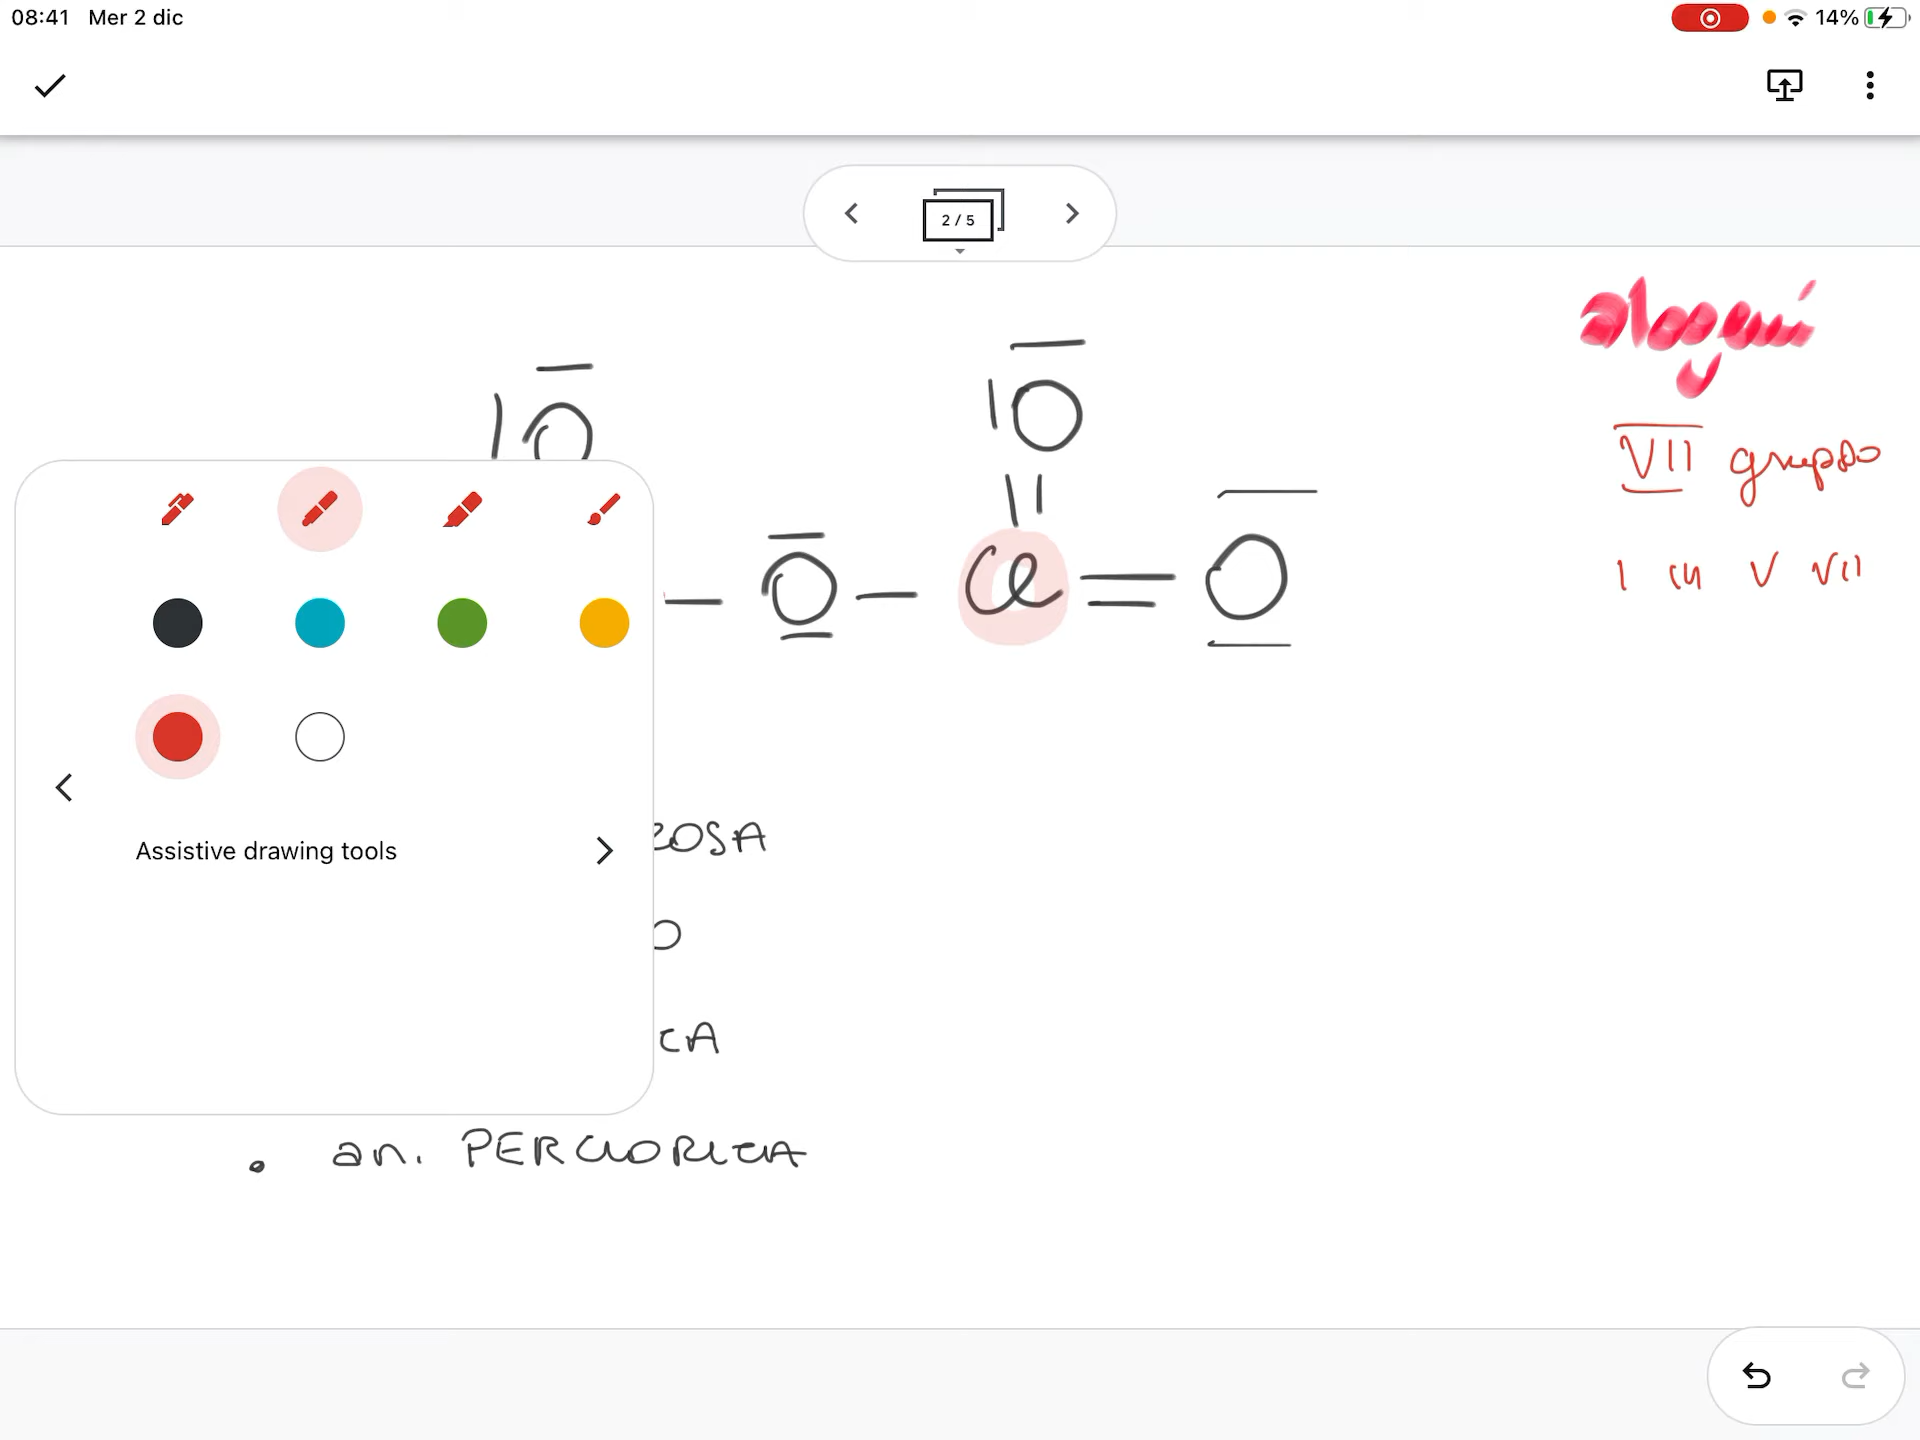 08:41 Mer 2 dic
14%
2 / 5
alogeni
VII gruppo
I III V VII
|O |O
– O – Cl = O
Assistive drawing tools
OSA
O
CA
• an. PERCLORICA